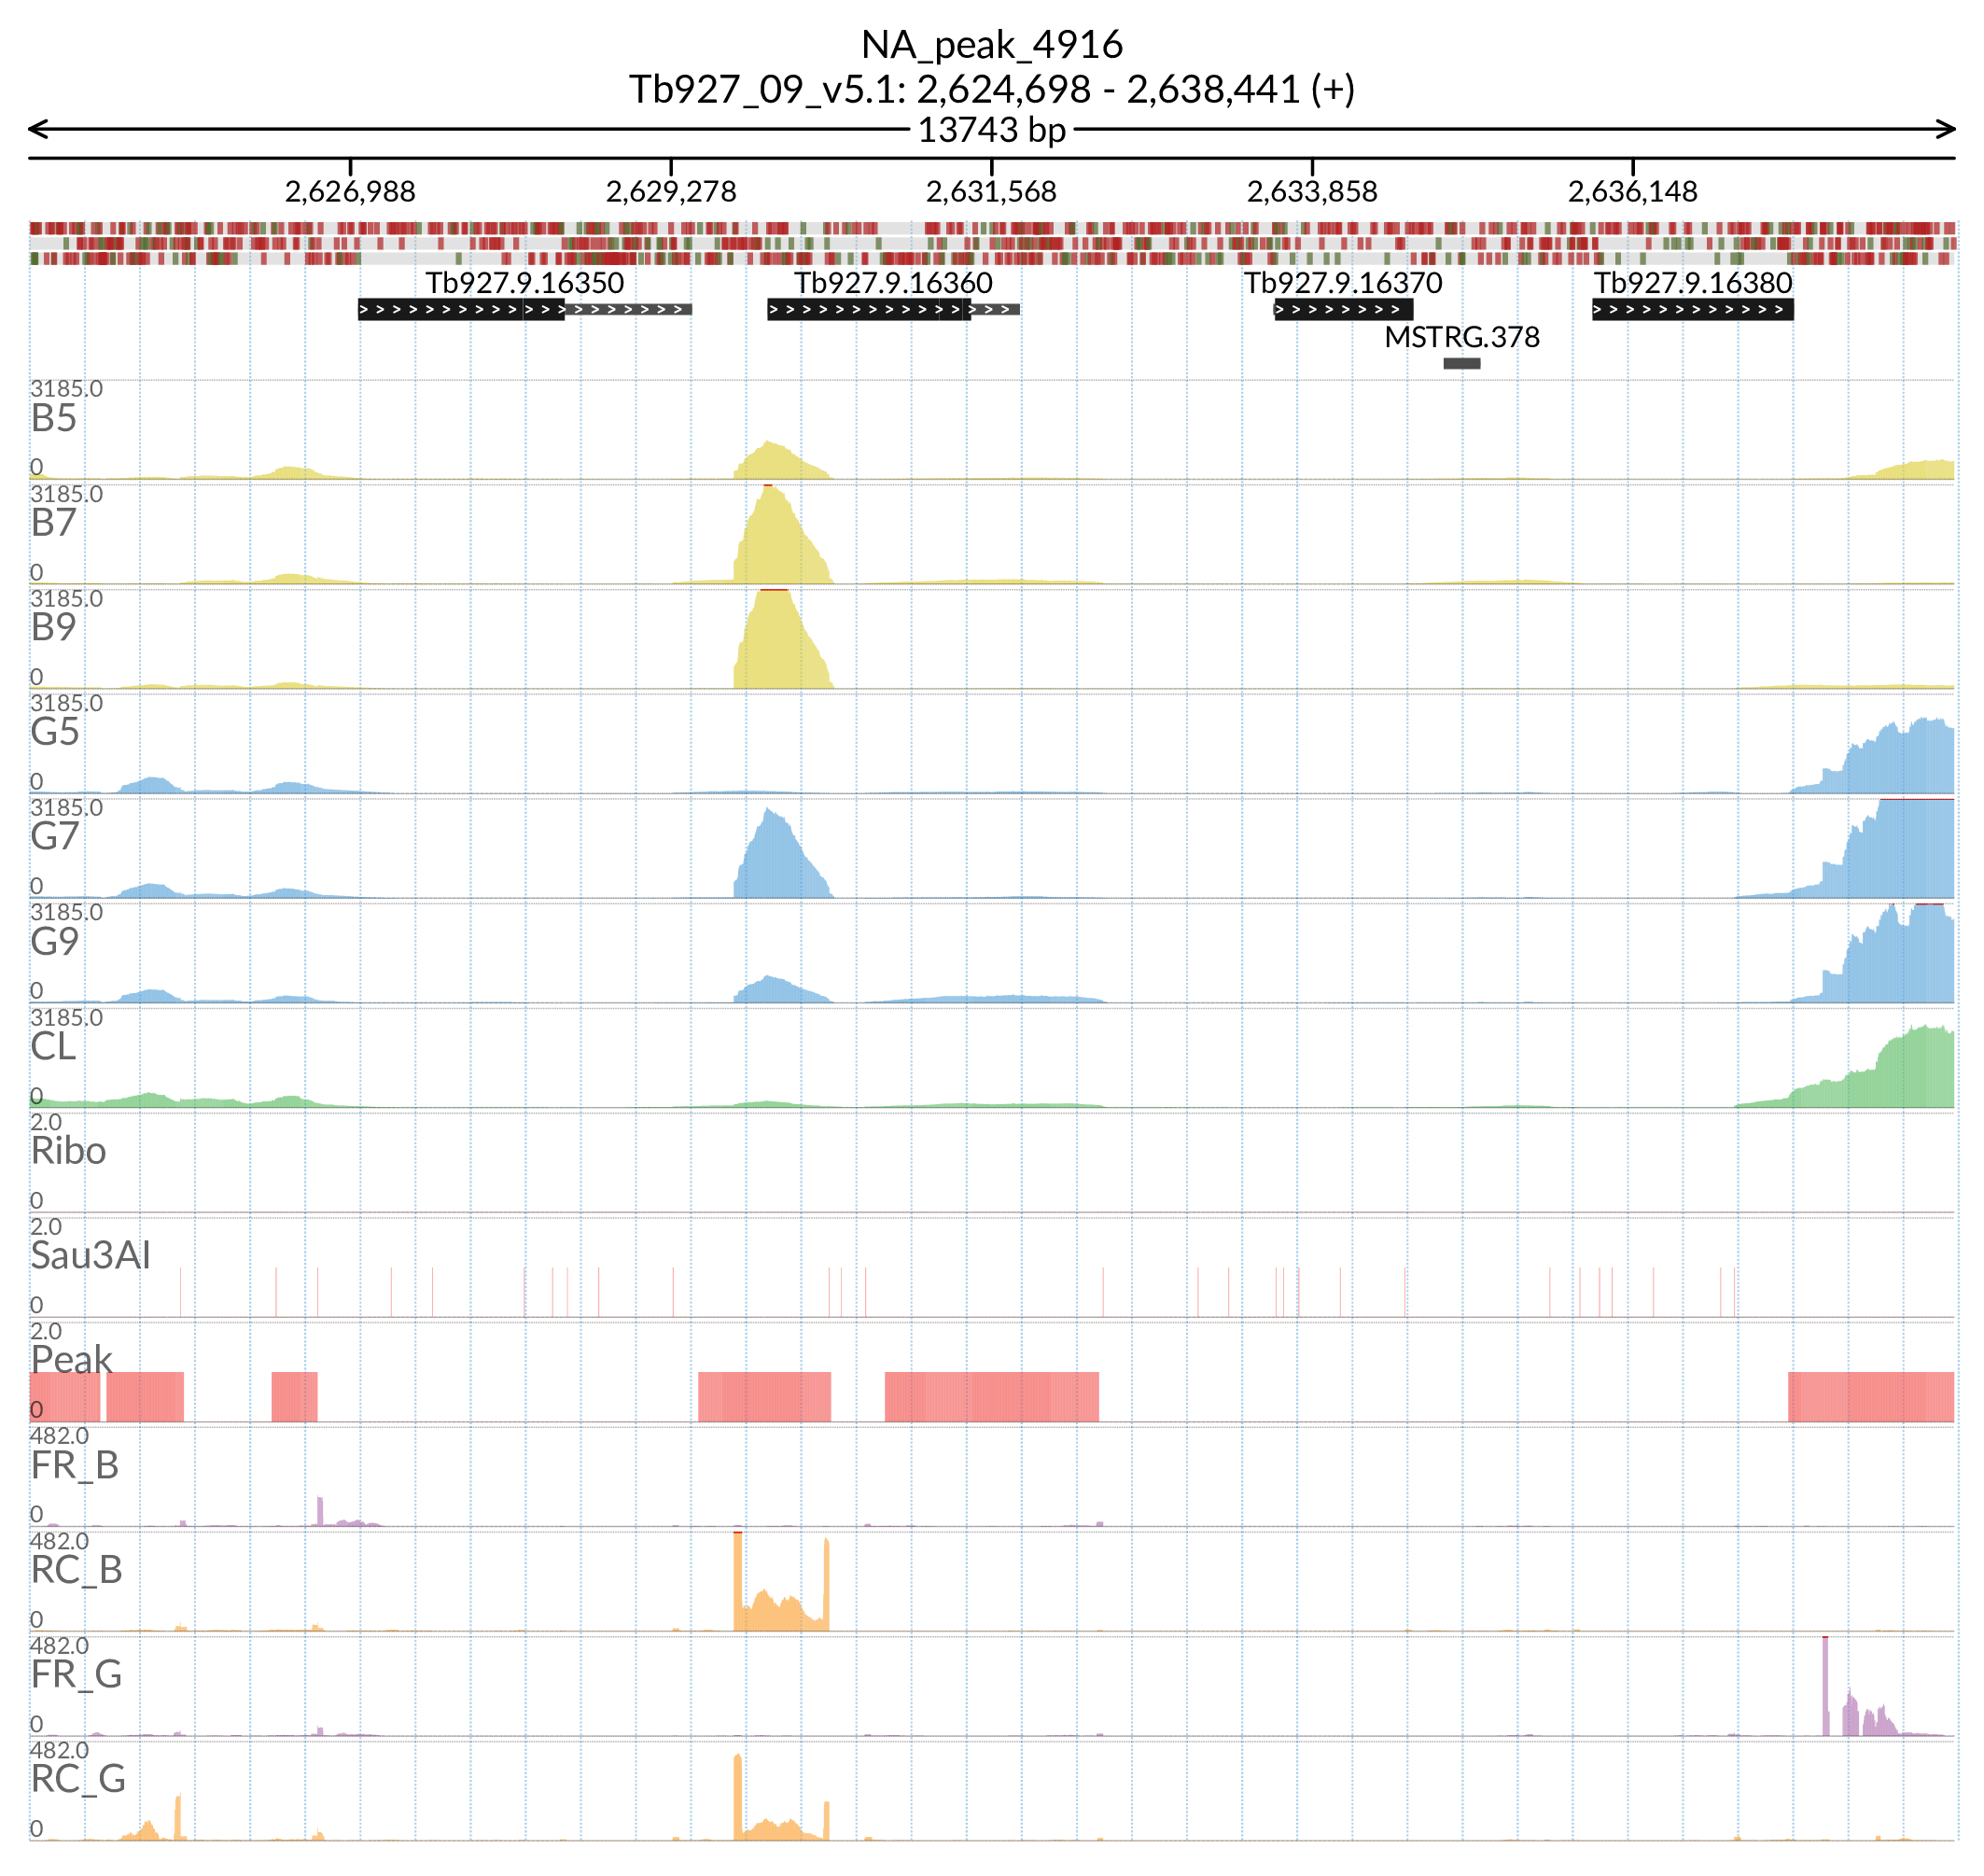 NA_peak_4916
Tb927_09_v5.1: 2,624,698 - 2,638,441 (+)
13743 bp
2,626,988 2,629,278 2,631,568 2,633,858 2,636,148
Tb927.9.16350 Tb927.9.16360 Tb927.9.16370 Tb927.9.16380
MSTRG.378
3185.0
B5
0
3185.0
B7
0
3185.0
B9
0
3185.0
G5
0
3185.0
G7
0
3185.0
G9
0
3185.0
CL
0
2.0
Ribo
0
2.0
Sau3AI
0
2.0
Peak
0
482.0
FR_B
0
482.0
RC_B
0
482.0
FR_G
0
482.0
RC_G
0